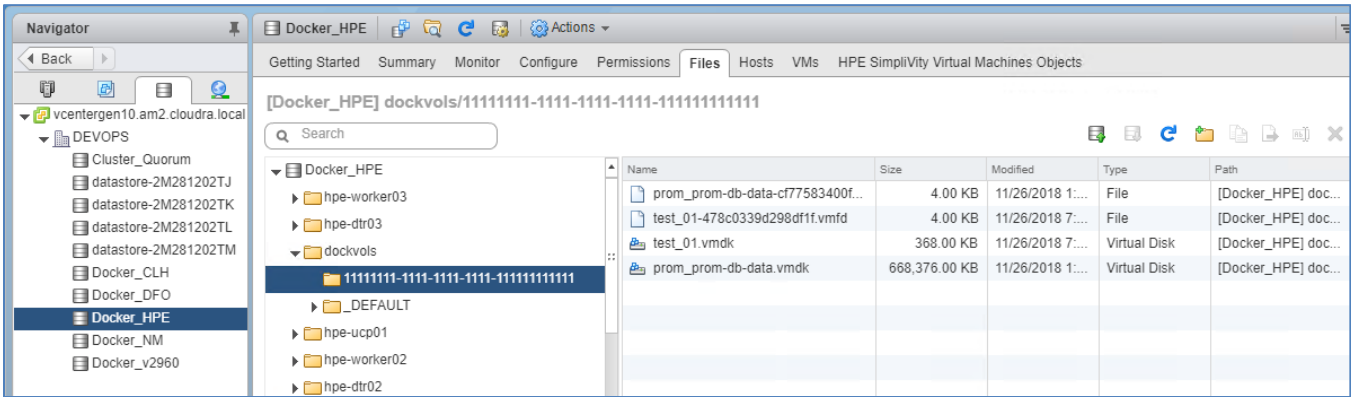 Navigator
Back
vcentergen10.am2.cloudra.local
DEVOPS
Cluster_Quorum
datastore-2M281202TJ
datastore-2M281202TK
datastore-2M281202TL
datastore-2M281202TM
Docker_CLH
Docker_DFO
Docker_HPE
Docker_NM
Docker_v2960
Docker_HPE Actions
Getting Started Summary Monitor Configure Permissions Files Hosts VMs HPE SimpliVity Virtual Machines Objects
[Docker_HPE] dockvols/11111111-1111-1111-1111-111111111111
Search
Docker_HPE
hpe-worker03
hpe-dtr03
dockvols
11111111-1111-1111-1111-111111111111
_DEFAULT
hpe-ucp01
hpe-worker02
hpe-dtr02
Name Size Modified Type Path
prom_prom-db-data-cf77583400f... 4.00 KB 11/26/2018 1:... File [Docker_HPE] doc...
test_01-478c0339d298df1f.vmfd 4.00 KB 11/26/2018 7:... File [Docker_HPE] doc...
test_01.vmdk 368.00 KB 11/26/2018 7:... Virtual Disk [Docker_HPE] doc...
prom_prom-db-data.vmdk 668,376.00 KB 11/26/2018 1:... Virtual Disk [Docker_HPE] doc...